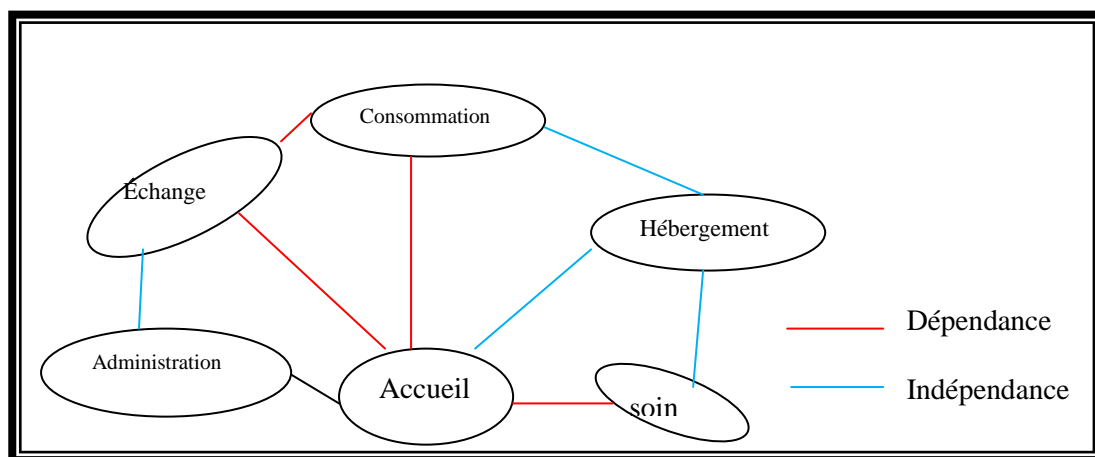 Consommation
Échange
Hébergement
Dépendance
Administration
Accueil
Indépendance
soin